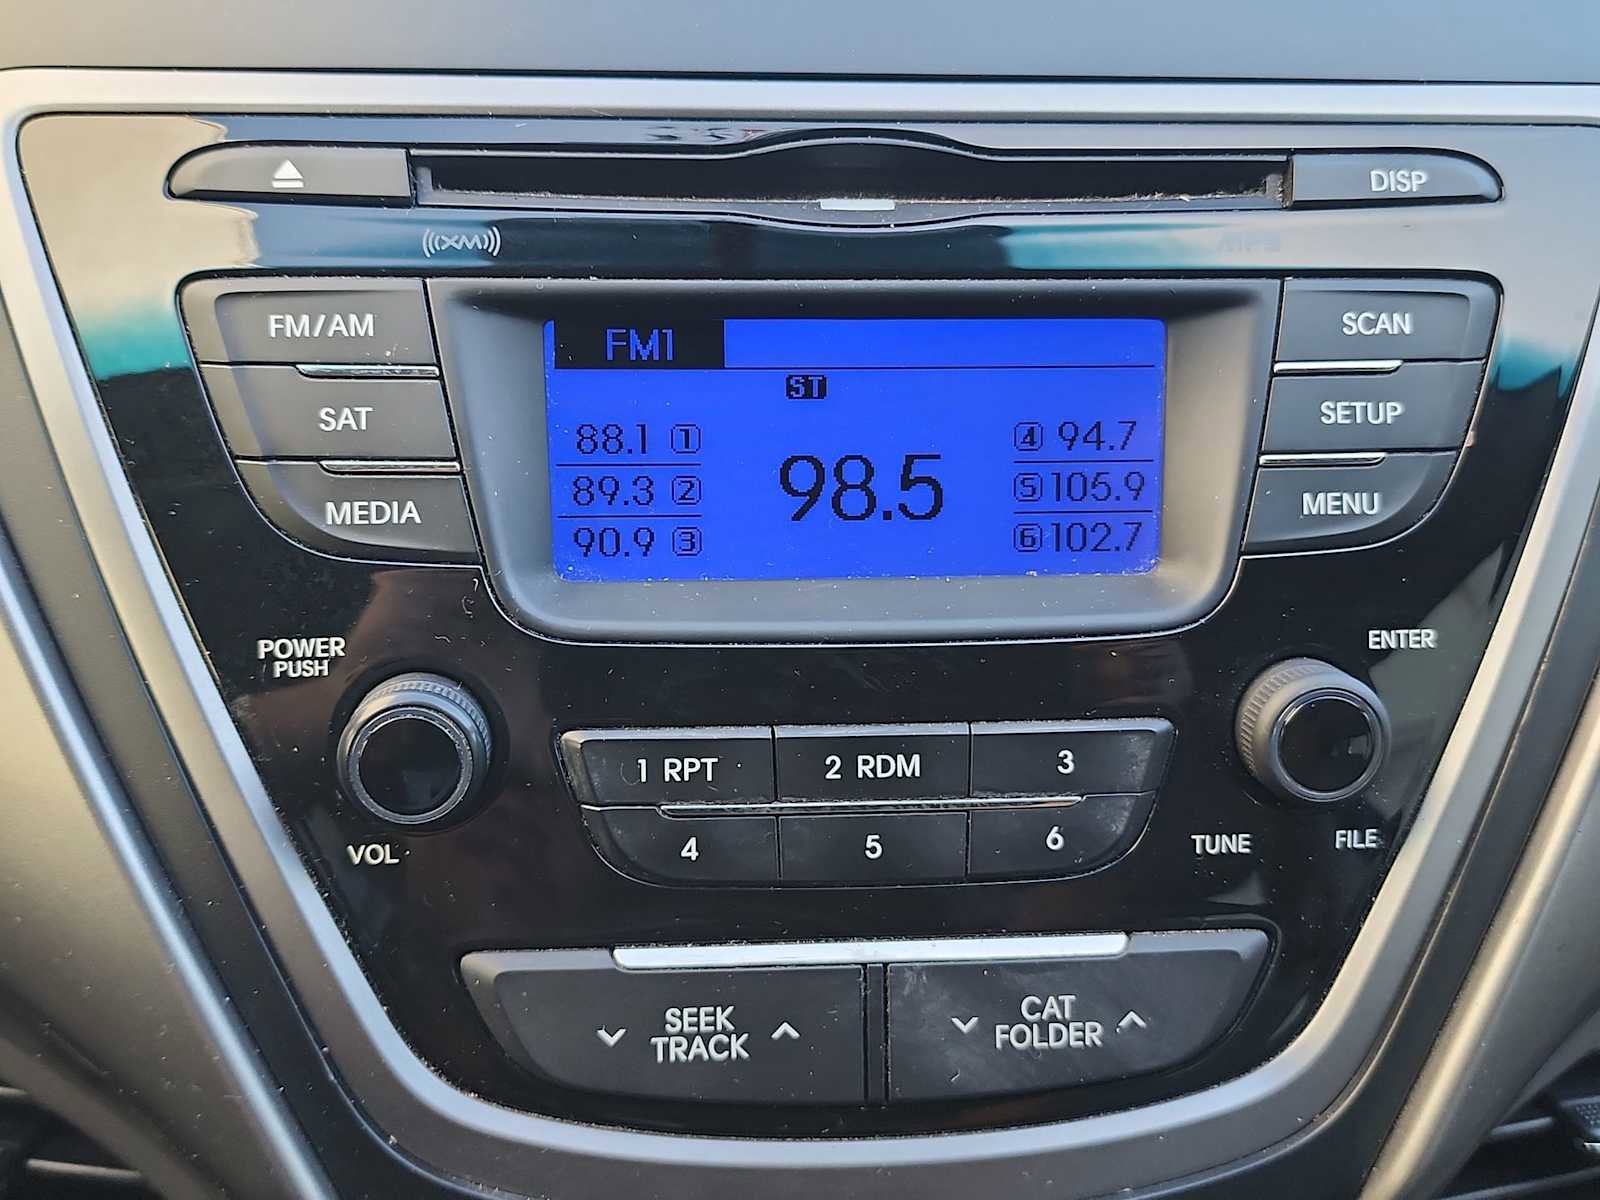 DISP
((XM))
FM/AM
SCAN
FM1
ST
SAT
SETUP
88.1 1
4 94.7
98.5
89.3 2
5 105.9
90.9 3
6 102.7
MEDIA
MENU
POWER
PUSH
ENTER
1 RPT
2 RDM
3
4
5
6
VOL
TUNE
FILE
SEEK
TRACK
CAT
FOLDER